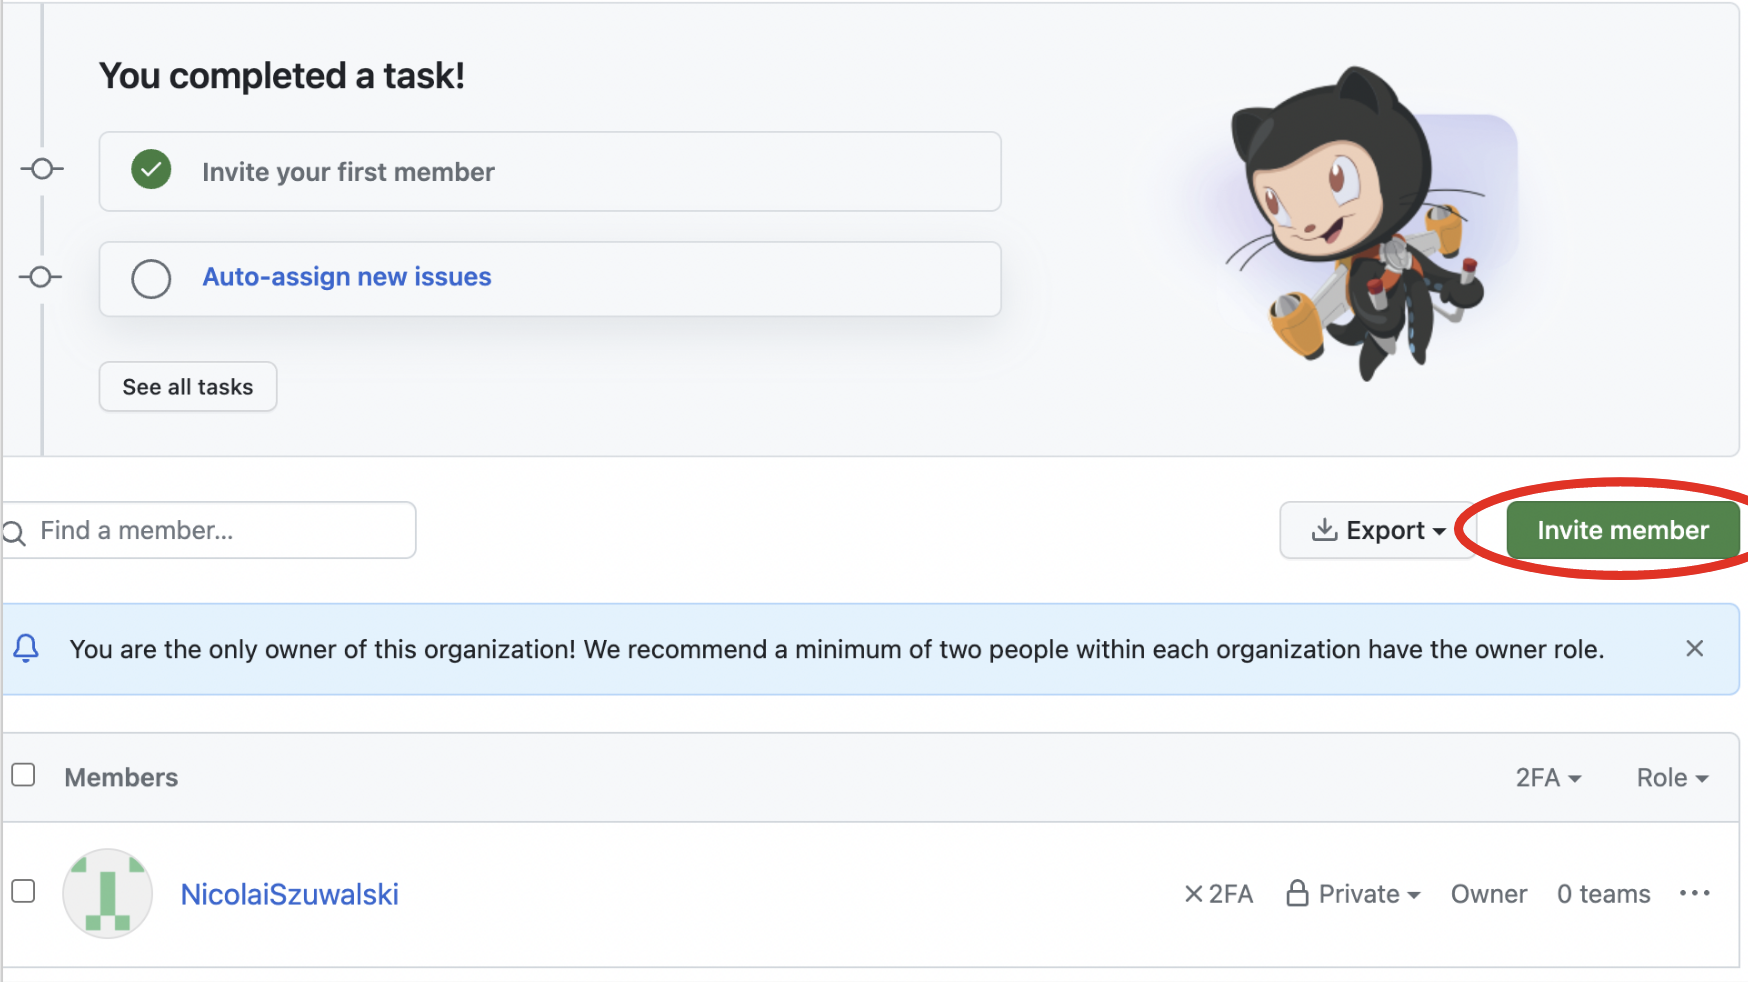 You completed a task!
Invite your first member
Auto-assign new issues
See all tasks
Find a member...
Export
Invite member
You are the only owner of this organization! We recommend a minimum of two people within each organization have the owner role.
Members
2FA
Role
NicolaiSzuwalski
2FA
Private
Owner
0 teams